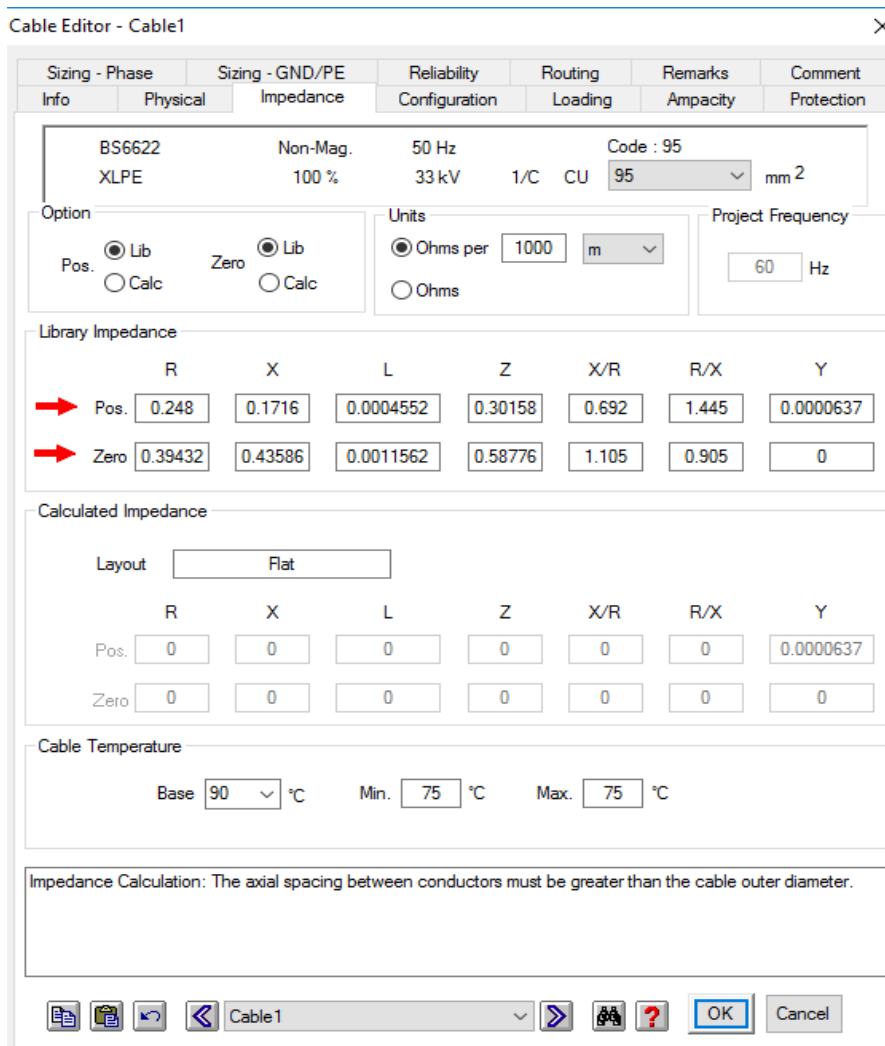 Cable Editor - Cable1
Sizing - Phase Sizing - GND/PE Reliability Routing Remarks Comment
Info Physical Impedance Configuration Loading Ampacity Protection
BS6622 Non-Mag. 50 Hz Code : 95
XLPE 100 % 33 kV 1/C CU 95 mm 2
Option Units Project Frequency
Pos. Lib Zero Lib Ohms per 1000 m
Calc Calc 60 Hz
Ohms
Library Impedance
R X L Z X/R R/X Y
Pos. 0.248 0.1716 0.0004552 0.30158 0.692 1.445 0.0000637
Zero 0.39432 0.43586 0.0011562 0.58776 1.105 0.905 0
Calculated Impedance
Layout Flat
R X L Z X/R R/X Y
Pos. 0 0 0 0 0 0 0.0000637
Zero 0 0 0 0 0 0 0
Cable Temperature
Base 90 °C Min. 75 °C Max. 75 °C
Impedance Calculation: The axial spacing between conductors must be greater than the cable outer diameter.
Cable1 ? OK Cancel